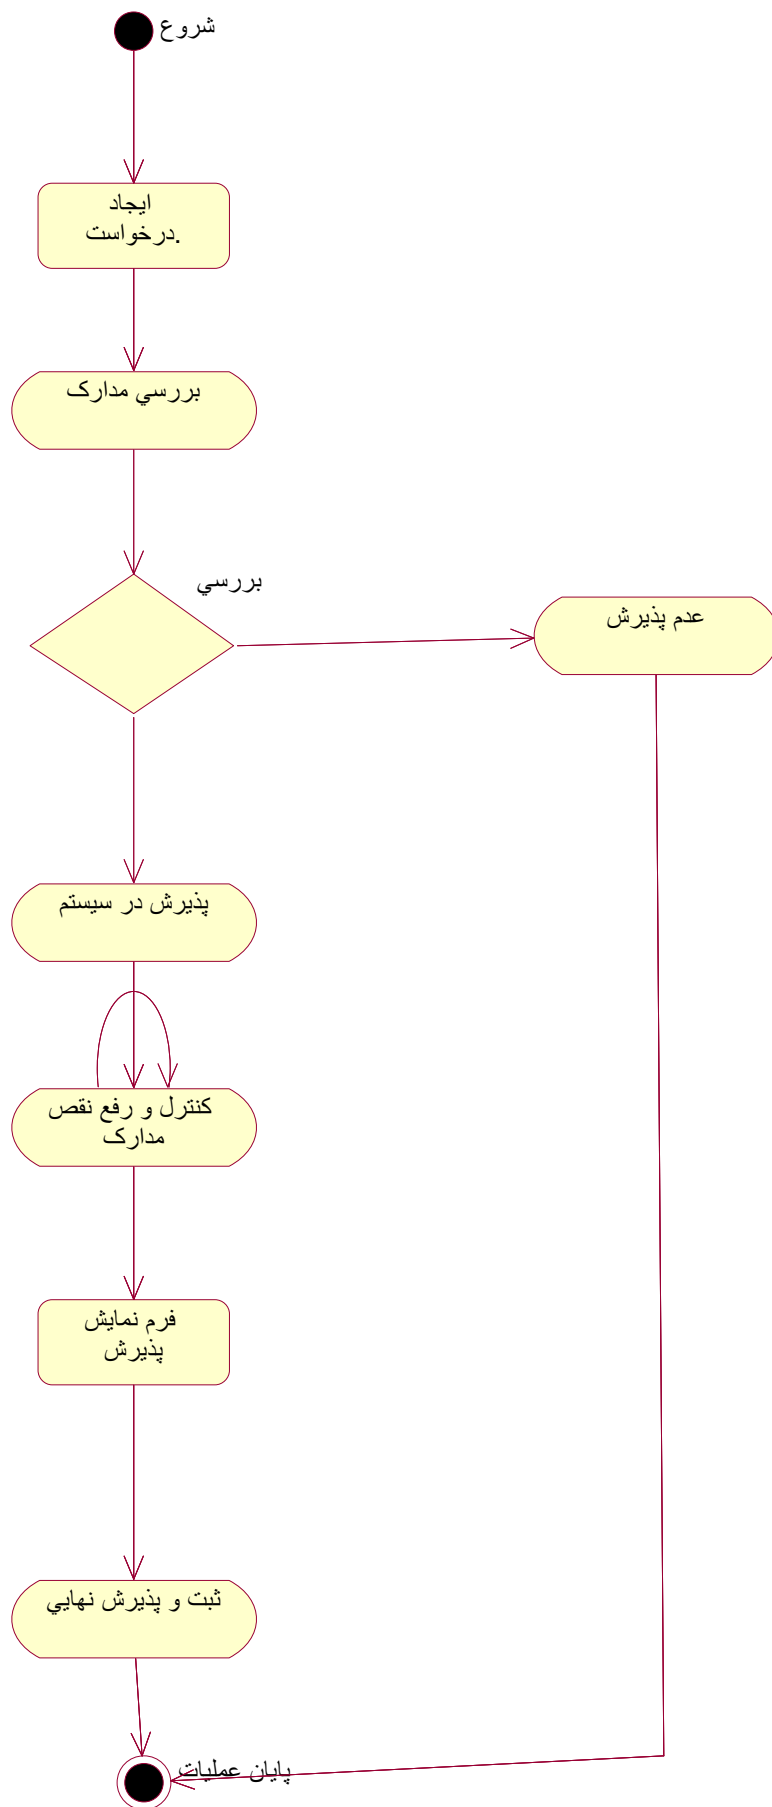 شروع
ايجاد
درخواست.
بررسي مدارک
بررسي
عدم پذيرش
پذيرش در سيستم
کنترل و رفع نقص
مدارک
فرم نمايش
پذيرش
ثبت و پذيرش نهايي
پايان عمليات